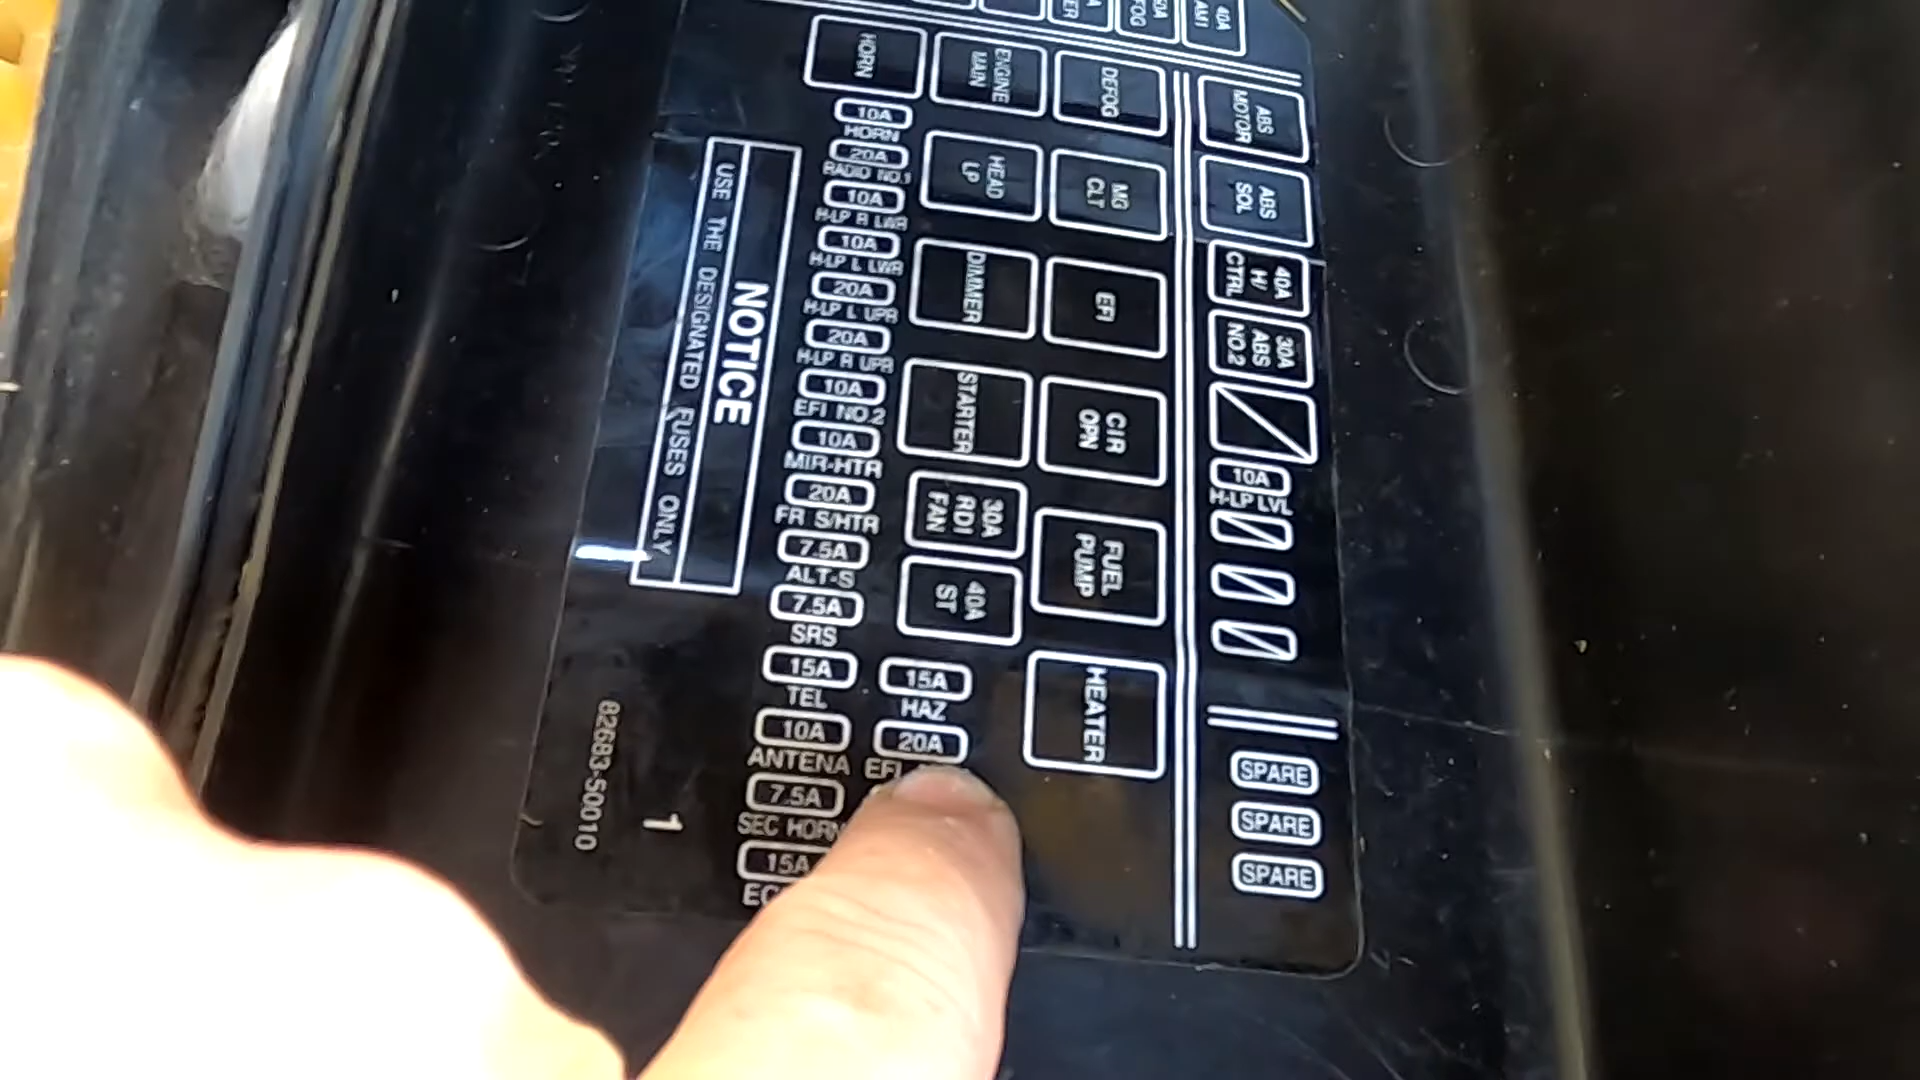 40A
AM1
HORN
ENGINE
MAIN
DEFOG
ABS
MOTOR
10A
HORN
20A
RADIO NO.1
HEAD
LP
MG
CLT
ABS
SOL
10A
H-LP R LWR
10A
H-LP L LWR
DIMMER
EFI
40A
H/
CTRL
20A
H-LP L UPR
20A
H-LP R UPR
30A
ABS
NO.2
10A
EFI NO.2
STARTER
CIR
OPN
10A
MIR-HTR
10A
H-LP LVL
20A
FR S/HTR
30A
RDI
FAN
FUEL
PUMP
7.5A
ALT-S
7.5A
SRS
40A
ST
15A
TEL
15A
HAZ
HEATER
10A
ANTENA
20A
EFI
7.5A
SEC HORN
15A
SPARE
SPARE
SPARE
NOTICE
USE THE DESIGNATED FUSES ONLY
82683-50010
1